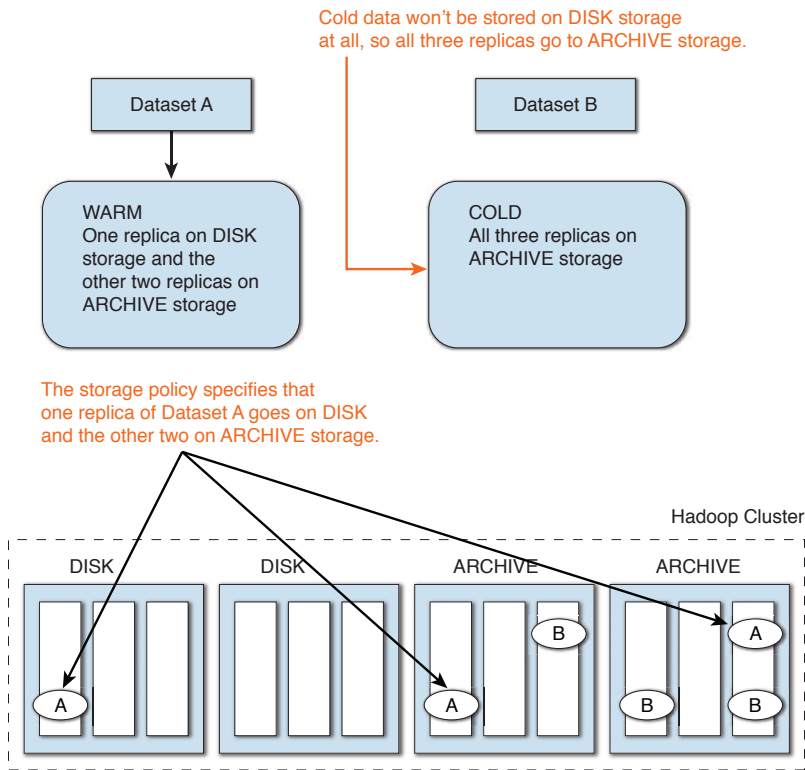 Cold data won't be stored on DISK storage
at all, so all three replicas go to ARCHIVE storage.
Dataset A
Dataset B
WARM
One replica on DISK
storage and the
other two replicas on
ARCHIVE storage
COLD
All three replicas on
ARCHIVE storage
The storage policy specifies that
one replica of Dataset A goes on DISK
and the other two on ARCHIVE storage.
Hadoop Cluster
DISK
DISK
ARCHIVE
ARCHIVE
B
A
A
A
B
B